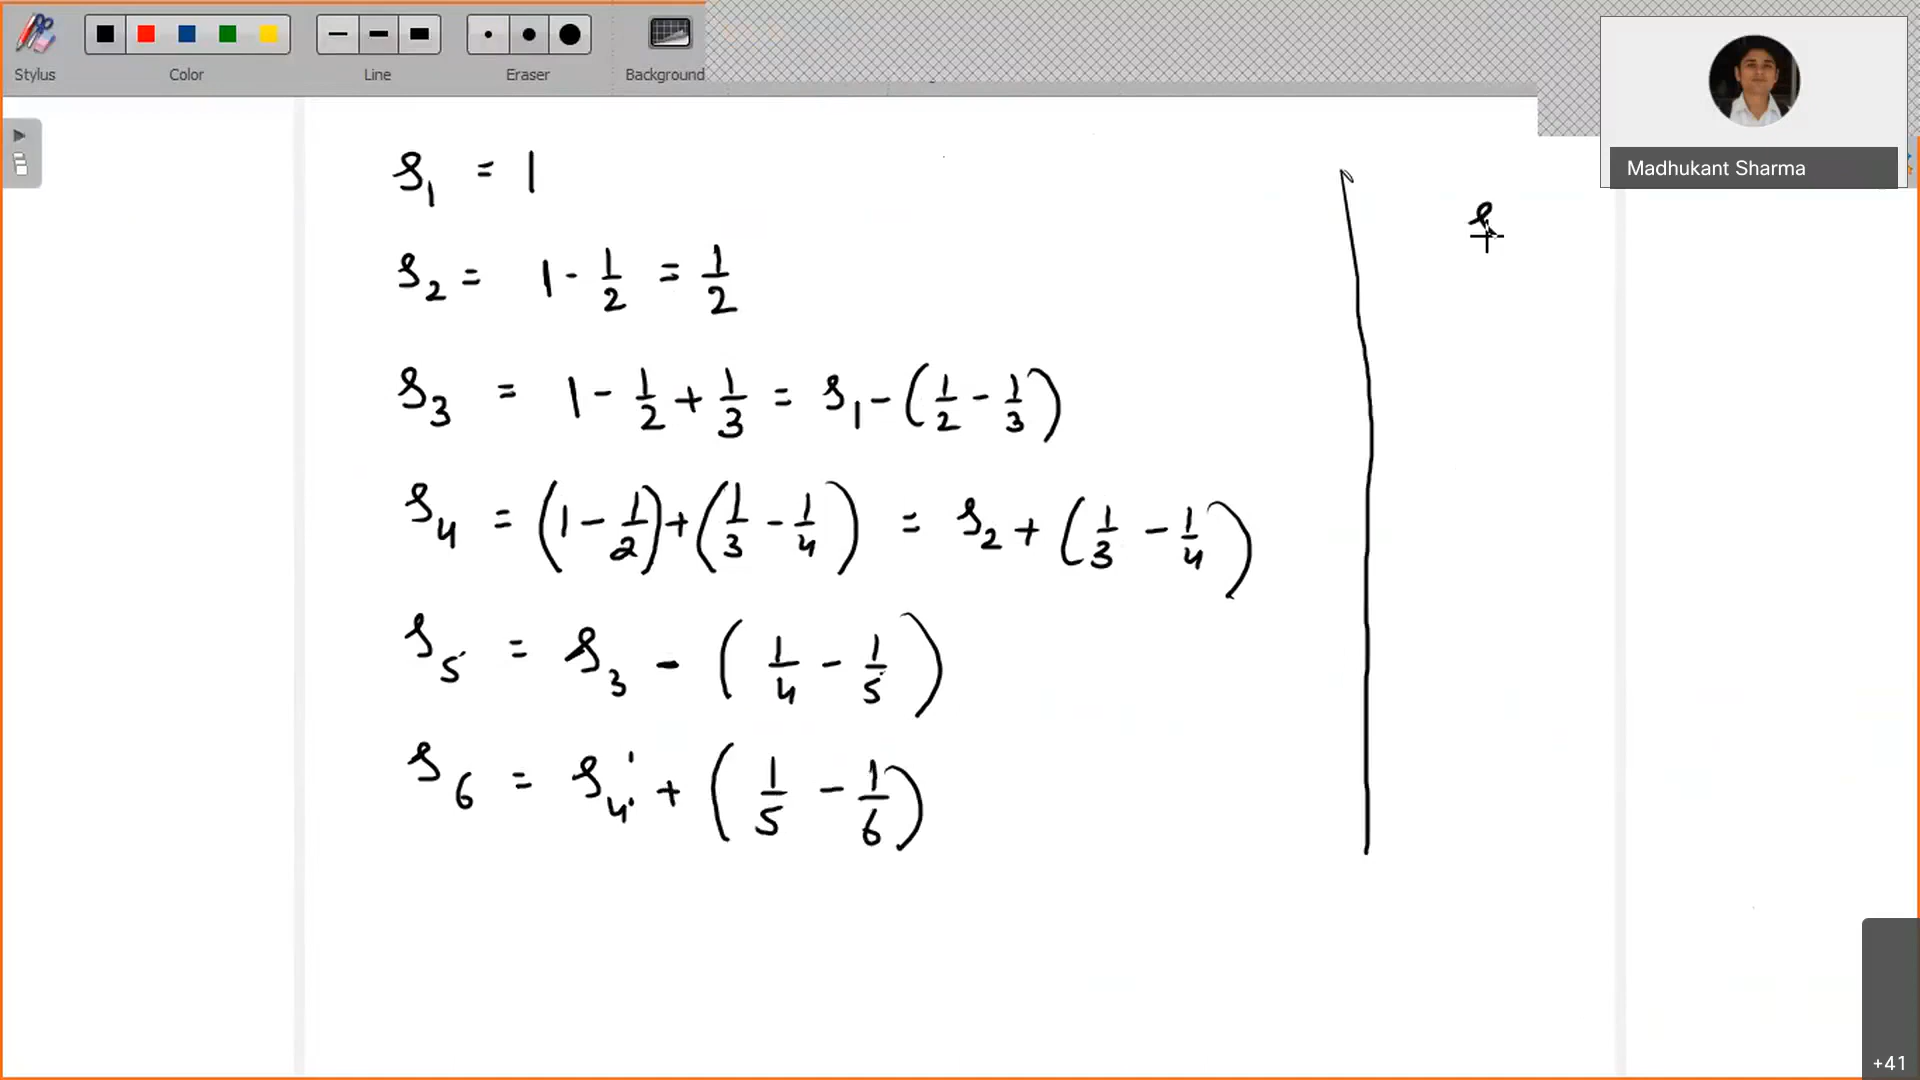 Stylus Color Line Eraser Background
Madhukant Sharma
S₁ = 1
S₂ = 1 - 1/2 = 1/2
S₃ = 1 - 1/2 + 1/3 = S₁ - (1/2 - 1/3)
S₄ = (1 - 1/2) + (1/3 - 1/4) = S₂ + (1/3 - 1/4)
S₅ = S₃ - (1/4 - 1/5)
S₆ = S₄ + (1/5 - 1/6)
+41